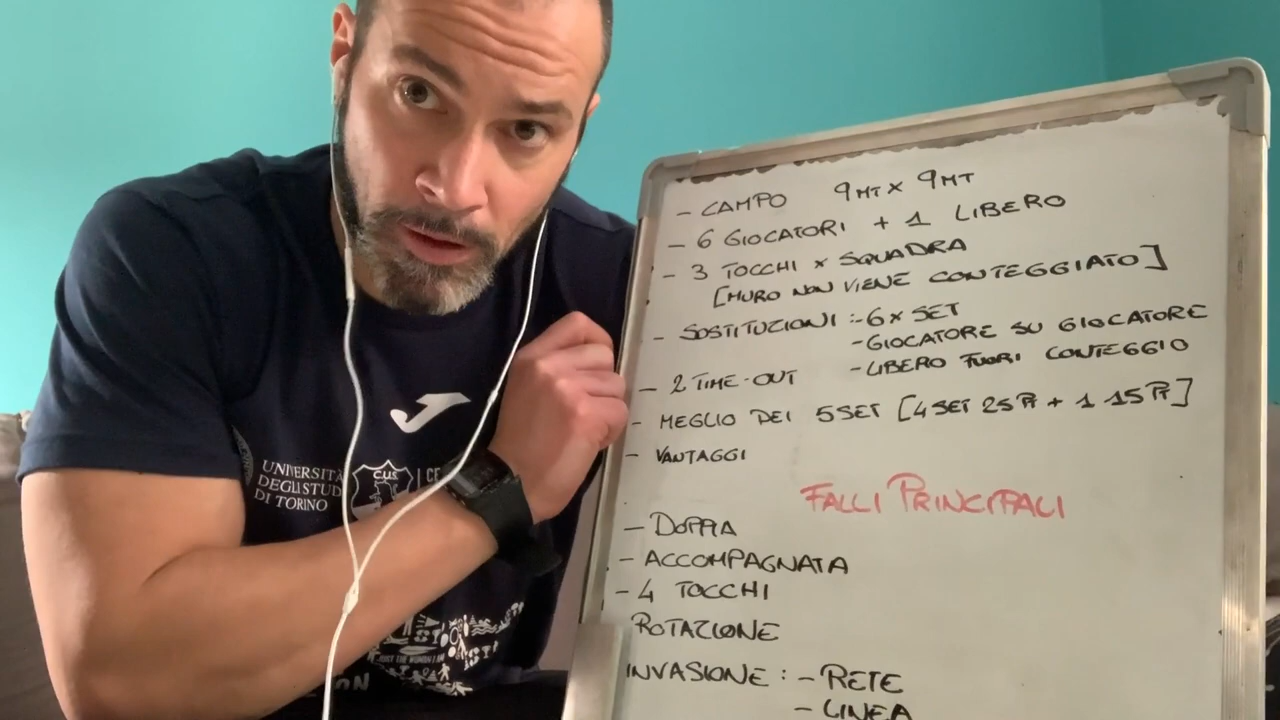 - CAMPO 9MT x 9MT
- 6 GIOCATORI + 1 LIBERO
- 3 TOCCHI x SQUADRA
[MURO NON VIENE CONTEGGIATO]
- SOSTITUZIONI :- 6 x SET
- GIOCATORE SU GIOCATORE
- LIBERO FUORI CONTEGGIO
- 2 TIME-OUT
- MEGLIO DEI 5 SET [4 SET 25 PT + 1 15 PT]
- VANTAGGI
FALLI PRINCIPALI
- DOPPIA
- ACCOMPAGNATA
- 4 TOCCHI
ROTAZIONE
INVASIONE : - RETE
- LINEA
UNIVERSITÀ
DEGLI STUD
DI TORINO
C.U.S.